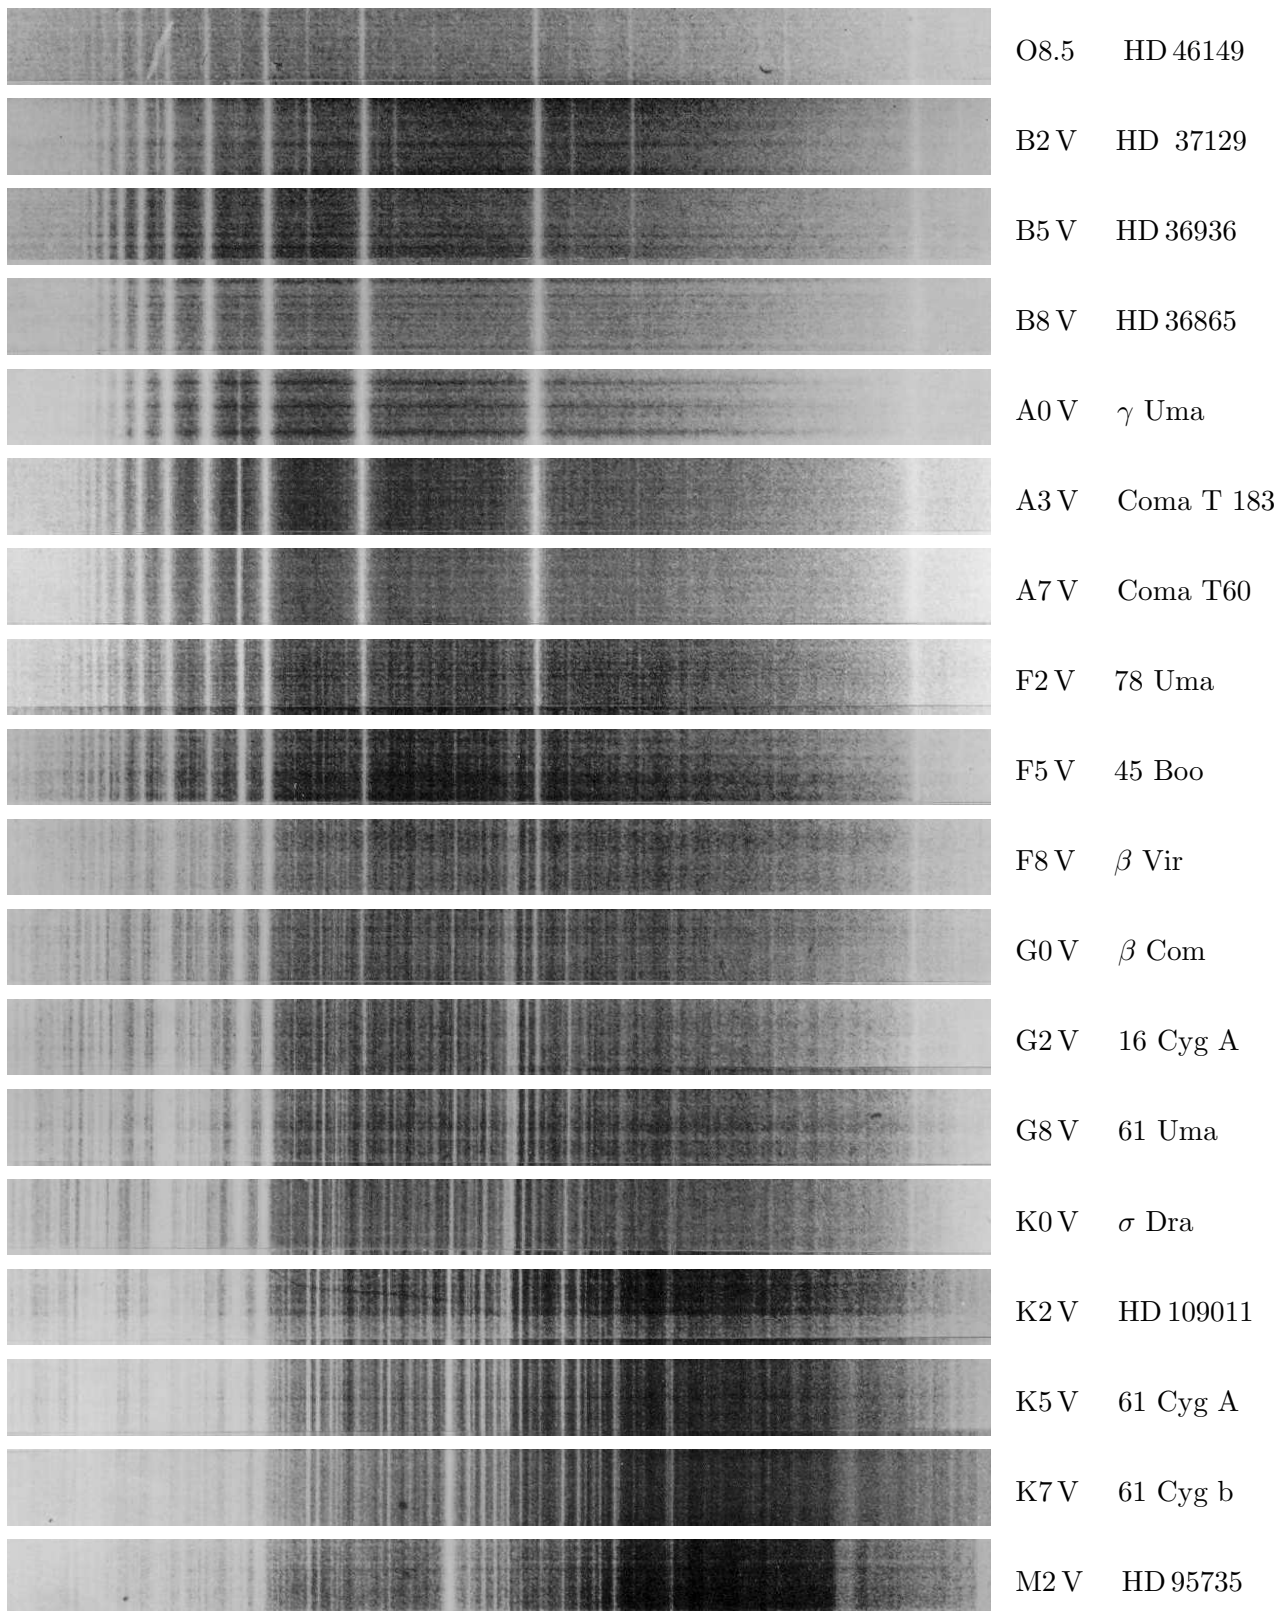 O8.5 HD 46149
B2 V HD 37129
B5 V HD 36936
B8 V HD 36865
A0 V γ Uma
A3 V Coma T 183
A7 V Coma T60
F2 V 78 Uma
F5 V 45 Boo
F8 V β Vir
G0 V β Com
G2 V 16 Cyg A
G8 V 61 Uma
K0 V σ Dra
K2 V HD 109011
K5 V 61 Cyg A
K7 V 61 Cyg b
M2 V HD 95735